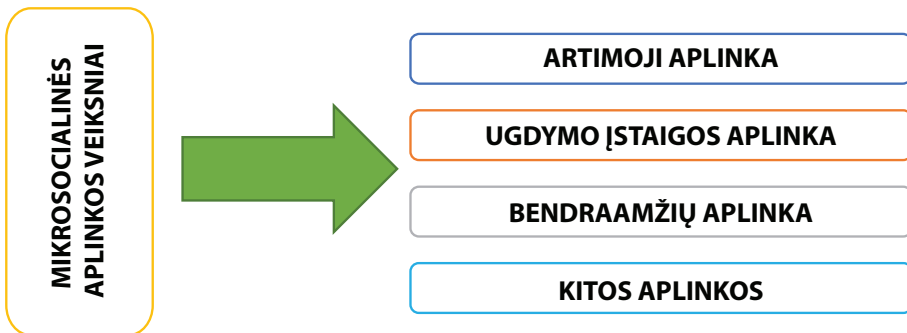 MIKROSOCIALINĖS
APLINKOS VEIKSNIAI
ARTIMOJI APLINKA
UGDYMO ĮSTAIGOS APLINKA
BENDRAAMŽIŲ APLINKA
KITOS APLINKOS